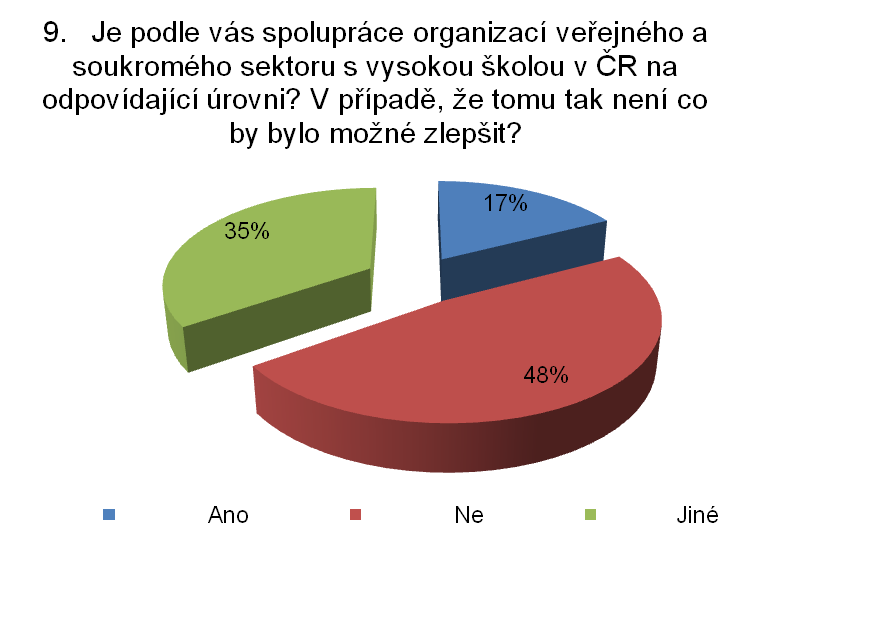 9. Je podle vás spolupráce organizací veřejného a
soukromého sektoru s vysokou školou v ČR na
odpovídající úrovni? V případě, že tomu tak není co
by bylo možné zlepšit?
17%
35%
48%
Ano Ne Jiné